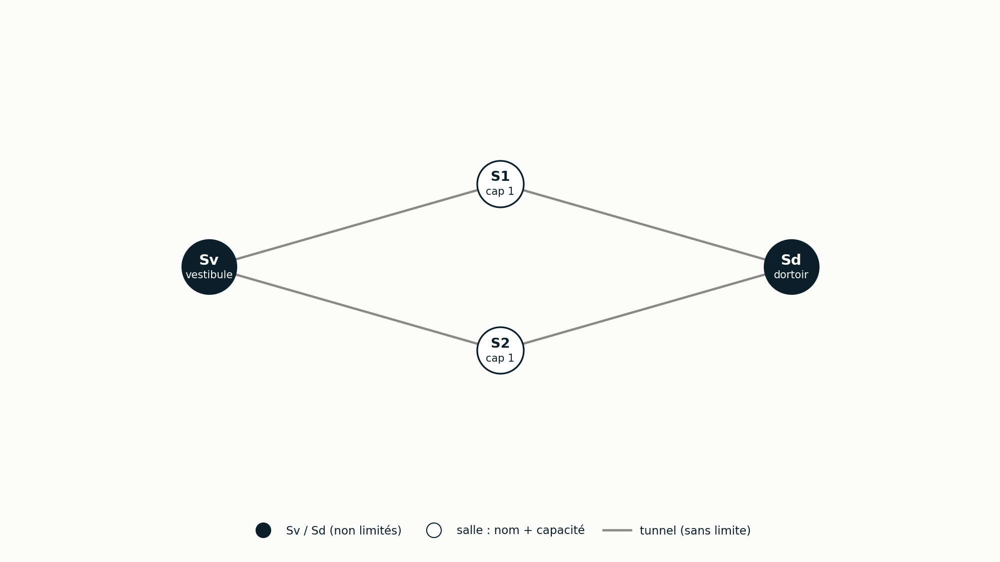 S1
cap 1
Sv
vestibule
Sd
dortoir
S2
cap 1
Sv / Sd (non limités)
salle : nom + capacité
tunnel (sans limite)